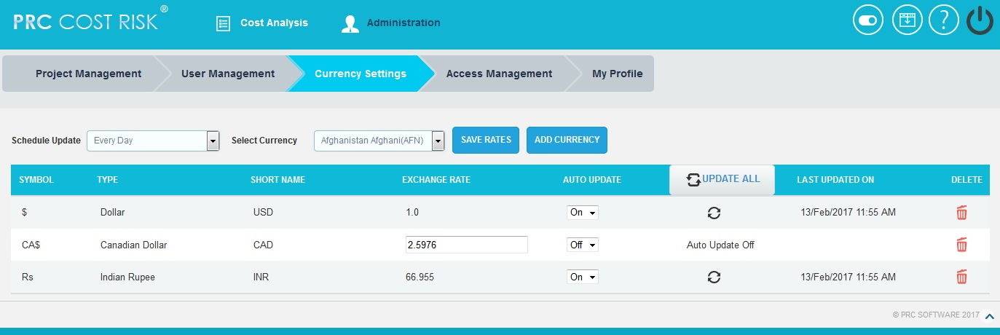 PRC COST RISK®
Cost Analysis
Administration
?
Project Management
User Management
Currency Settings
Access Management
My Profile
Schedule Update Every Day Select Currency Afghanistan Afghani(AFN) SAVE RATES ADD CURRENCY
SYMBOL TYPE SHORT NAME EXCHANGE RATE AUTO UPDATE UPDATE ALL LAST UPDATED ON DELETE
$ Dollar USD 1.0 On 13/Feb/2017 11:55 AM
CA$ Canadian Dollar CAD 2.5976 Off Auto Update Off
Rs Indian Rupee INR 66.955 On 13/Feb/2017 11:55 AM
© PRC SOFTWARE 2017